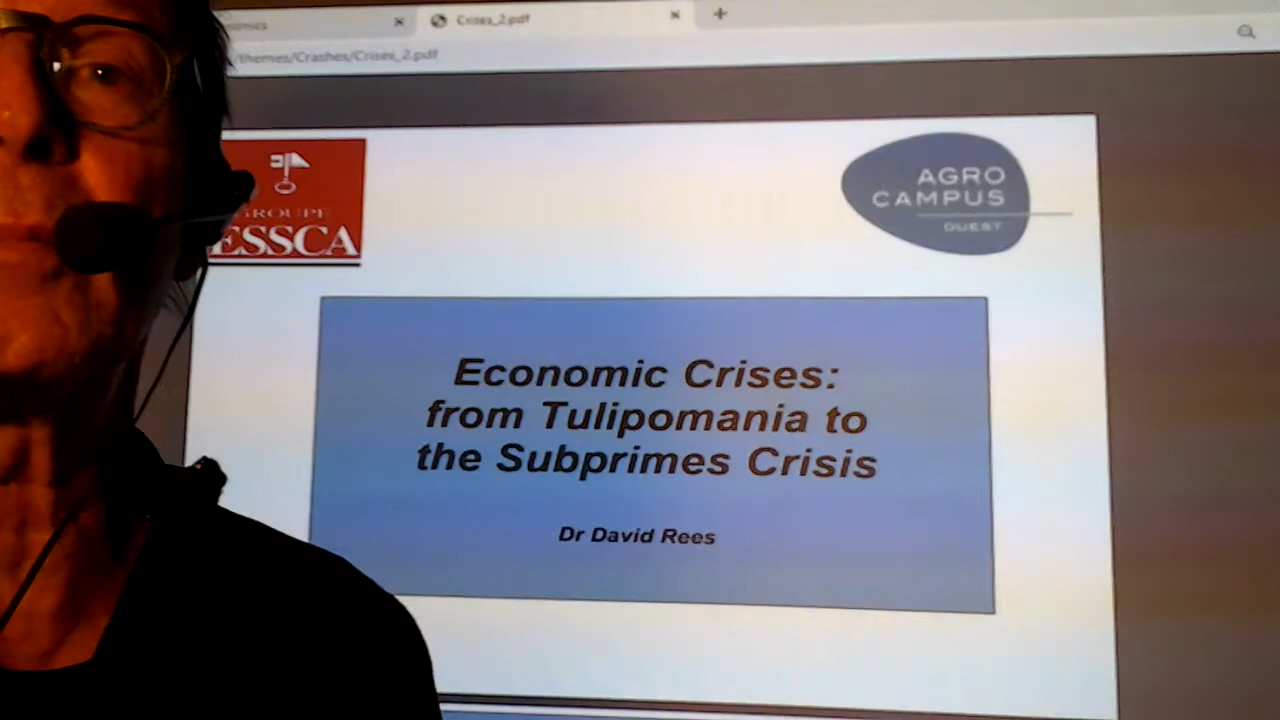 Crises_2.pdf
/themes/Crashes/Crises_2.pdf
GROUPE
ESSCA
AGRO
CAMPUS
OUEST
Economic Crises:
from Tulipomania to
the Subprimes Crisis
Dr David Rees